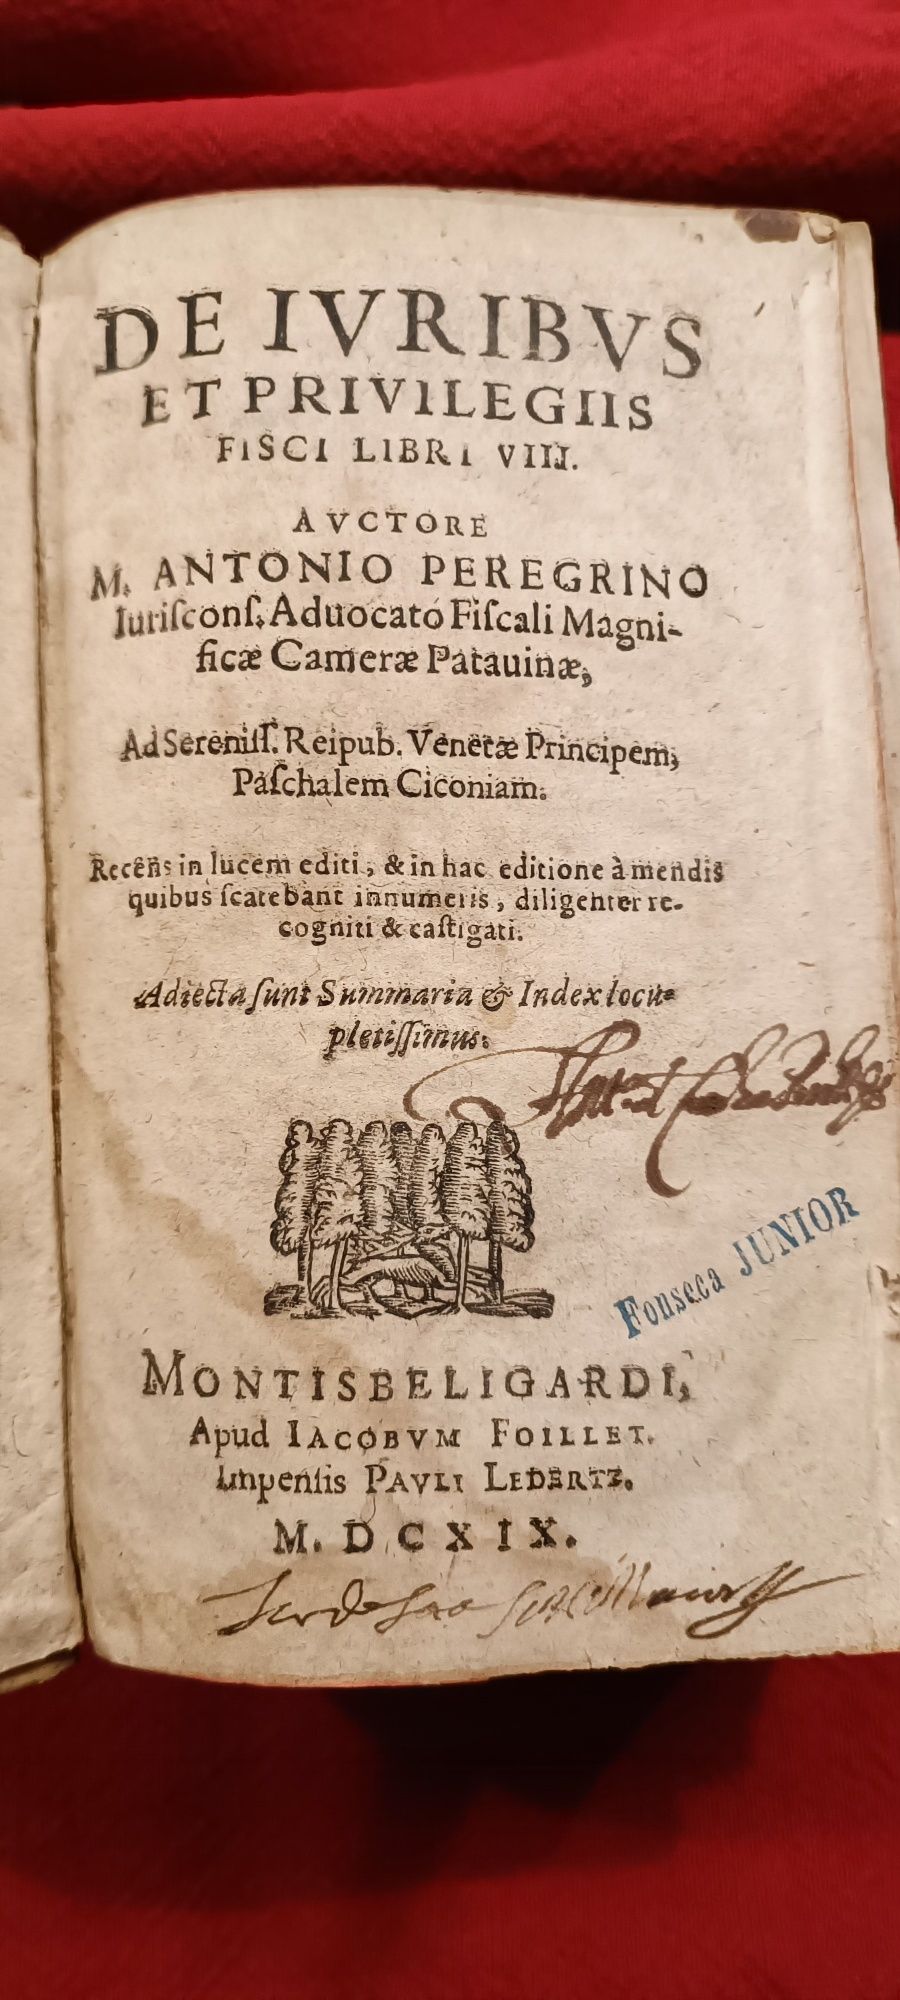 DE IVRIBVS
ET PRIVILEGIIS
FISCI LIBRI VIII.
AVCTORE
M. ANTONIO PEREGRINO
Iuriſconſ. Aduocato Fiſcali Magni-
ficæ Cameræ Patauinæ,
Ad Sereniſſ. Reipub. Venetæ Principem,
Paſchalem Ciconiam.
Recens in lucem editi, & in hac editione à mendis
quibus ſcatebant innumeris, diligenter re-
cogniti & caſtigati.
Adiecta ſunt Summaria & Index locu-
pletiſſimus.
Fonseca JUNIOR
MONTISBELIGARDI,
Apud IACOBVM FOILLET.
Impenſis PAVLI LEDERTZ.
M. DCXIX.